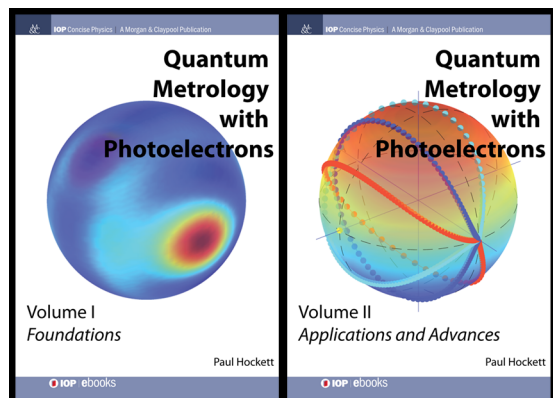 IOP Concise Physics | A Morgan & Claypool Publication
Quantum
Metrology
with
Photoelectrons
Volume I
Foundations
Paul Hockett
IOP ebooks
IOP Concise Physics | A Morgan & Claypool Publication
Quantum
Metrology
with
Photoelectrons
Volume II
Applications and Advances
Paul Hockett
IOP ebooks